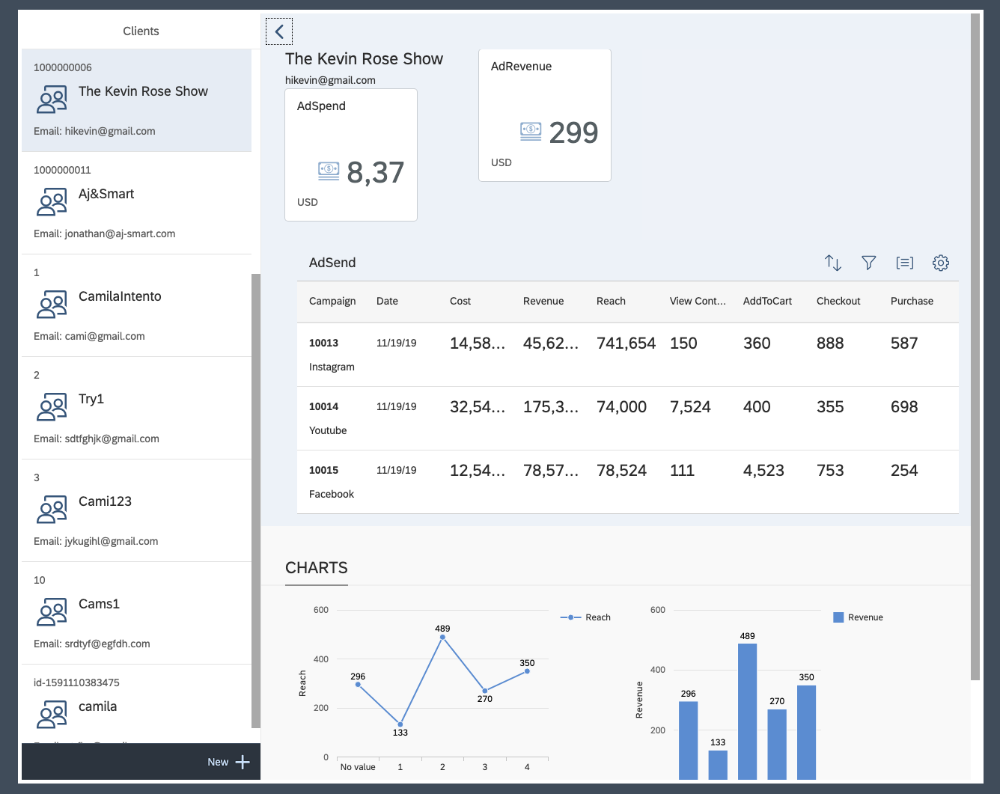 Clients
1000000006
The Kevin Rose Show
Email: hikevin@gmail.com
1000000011
Aj&Smart
Email: jonathan@aj-smart.com
1
CamilaIntento
Email: cami@gmail.com
2
Try1
Email: sdtfghjk@gmail.com
3
Cami123
Email: jykugihl@gmail.com
10
Cams1
Email: srdtyf@egfdh.com
id-1591110383475
camila
New
The Kevin Rose Show
hikevin@gmail.com
AdSpend
8,37
USD
AdRevenue
299
USD
AdSend
Campaign Date Cost Revenue Reach View Cont... AddToCart Checkout Purchase
10013 11/19/19 14,58... 45,62... 741,654 150 360 888 587
Instagram
10014 11/19/19 32,54... 175,3... 74,000 7,524 400 355 698
Youtube
10015 11/19/19 12,54... 78,57... 78,524 111 4,523 753 254
Facebook
CHARTS
600
400
200
0
Reach
296
133
489
270
350
No value 1 2 3 4
Reach
600
400
200
Revenue
296
133
489
270
350
Revenue